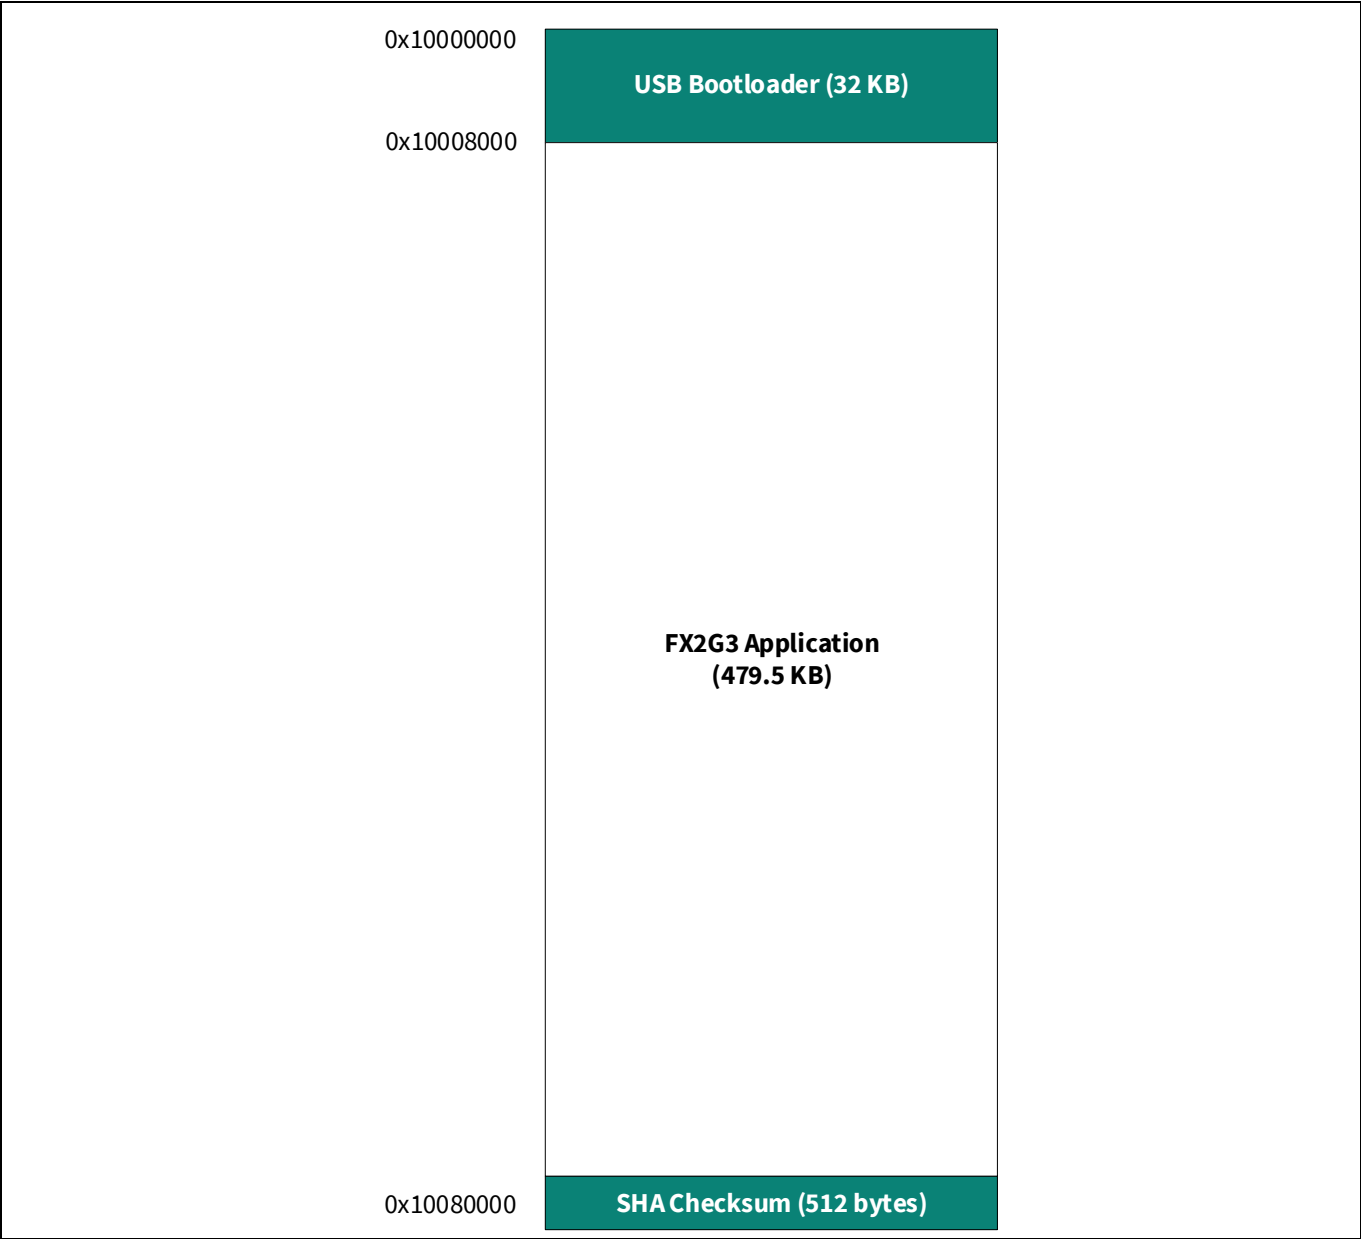 0x10000000
USB Bootloader (32 KB)
0x10008000
FX2G3 Application
(479.5 KB)
0x10080000
SHA Checksum (512 bytes)